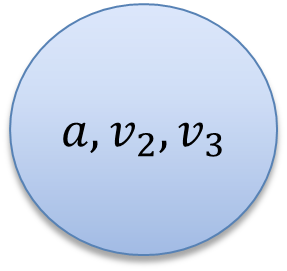 a, v₂, v₃